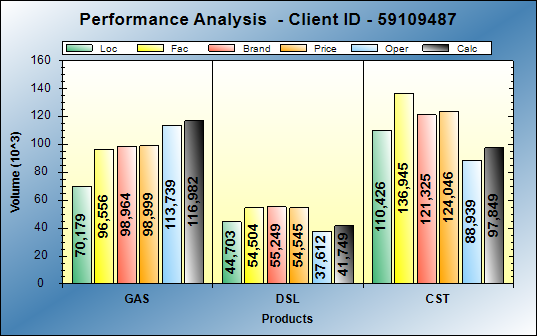 Performance Analysis - Client ID - 59109487
Loc Fac Brand Price Oper Calc
Volume (10^3)
160
140
120
100
80
60
40
20
0
70,179 96,556 98,964 98,999 113,739 116,982
44,703 54,504 55,249 54,545 37,612 41,749
110,426 136,945 121,325 124,046 88,939 97,849
GAS DSL CST
Products